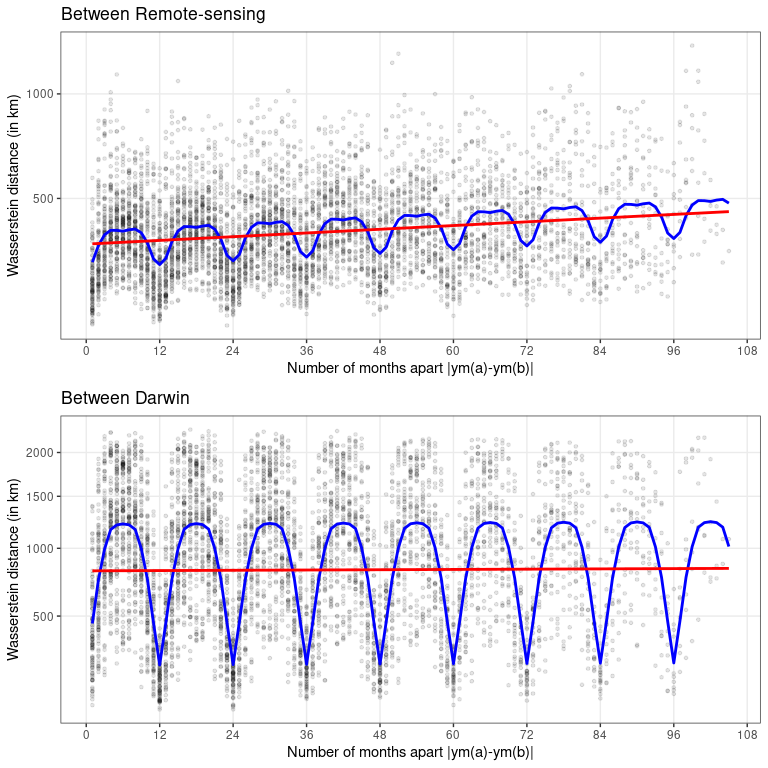 Between Remote-sensing
Wasserstein distance (in km)
1000
500
0 12 24 36 48 60 72 84 96 108
Number of months apart |ym(a)-ym(b)|
Between Darwin
Wasserstein distance (in km)
2000
1500
1000
500
0 12 24 36 48 60 72 84 96 108
Number of months apart |ym(a)-ym(b)|